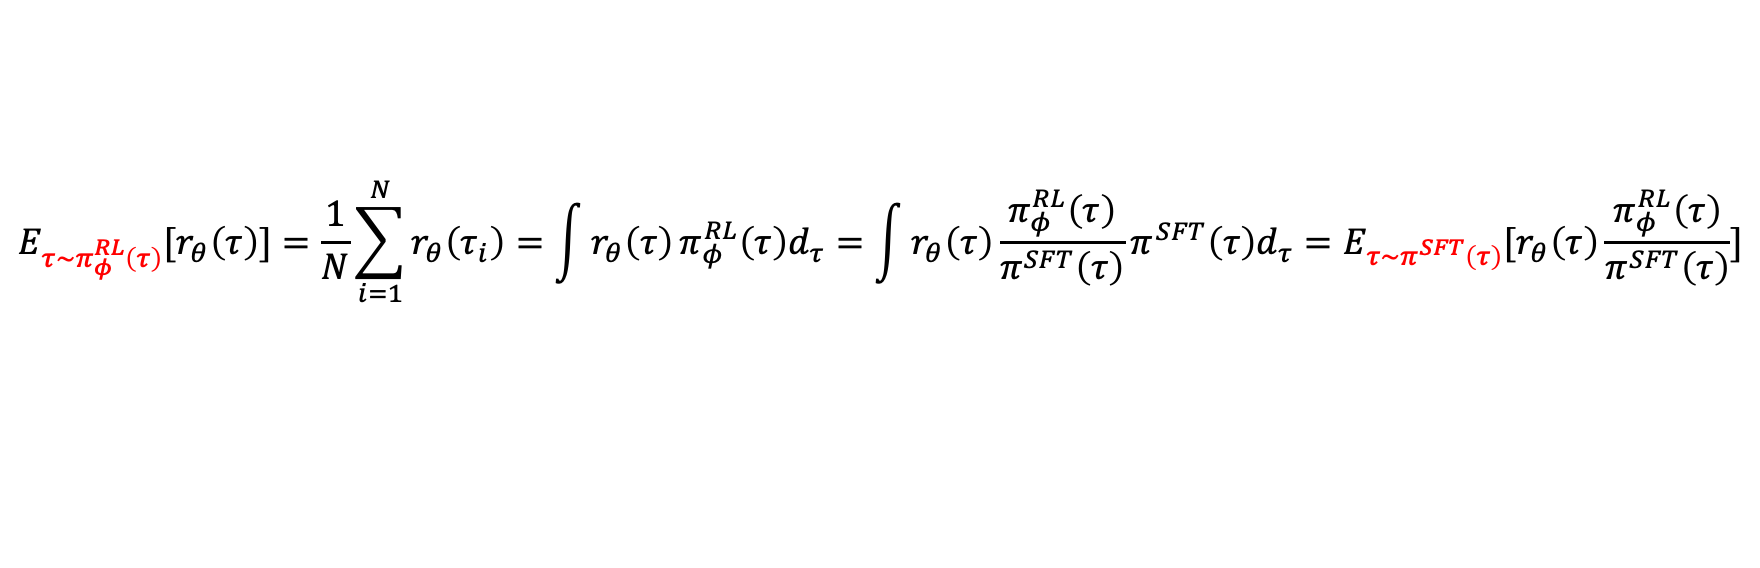 E_{τ~π_ϕ^{RL}(τ)}[r_θ(τ)] = \frac{1}{N}\sum_{i=1}^{N} r_θ(τ_i) = ∫ r_θ(τ) π_ϕ^{RL}(τ)d_τ = ∫ r_θ(τ) \frac{π_ϕ^{RL}(τ)}{π^{SFT}(τ)} π^{SFT}(τ)d_τ = E_{τ~π^{SFT}(τ)}[r_θ(τ) \frac{π_ϕ^{RL}(τ)}{π^{SFT}(τ)}]